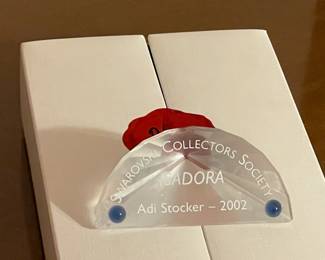 Swarovski Collectors Society
Isadora
Adi Stocker – 2002